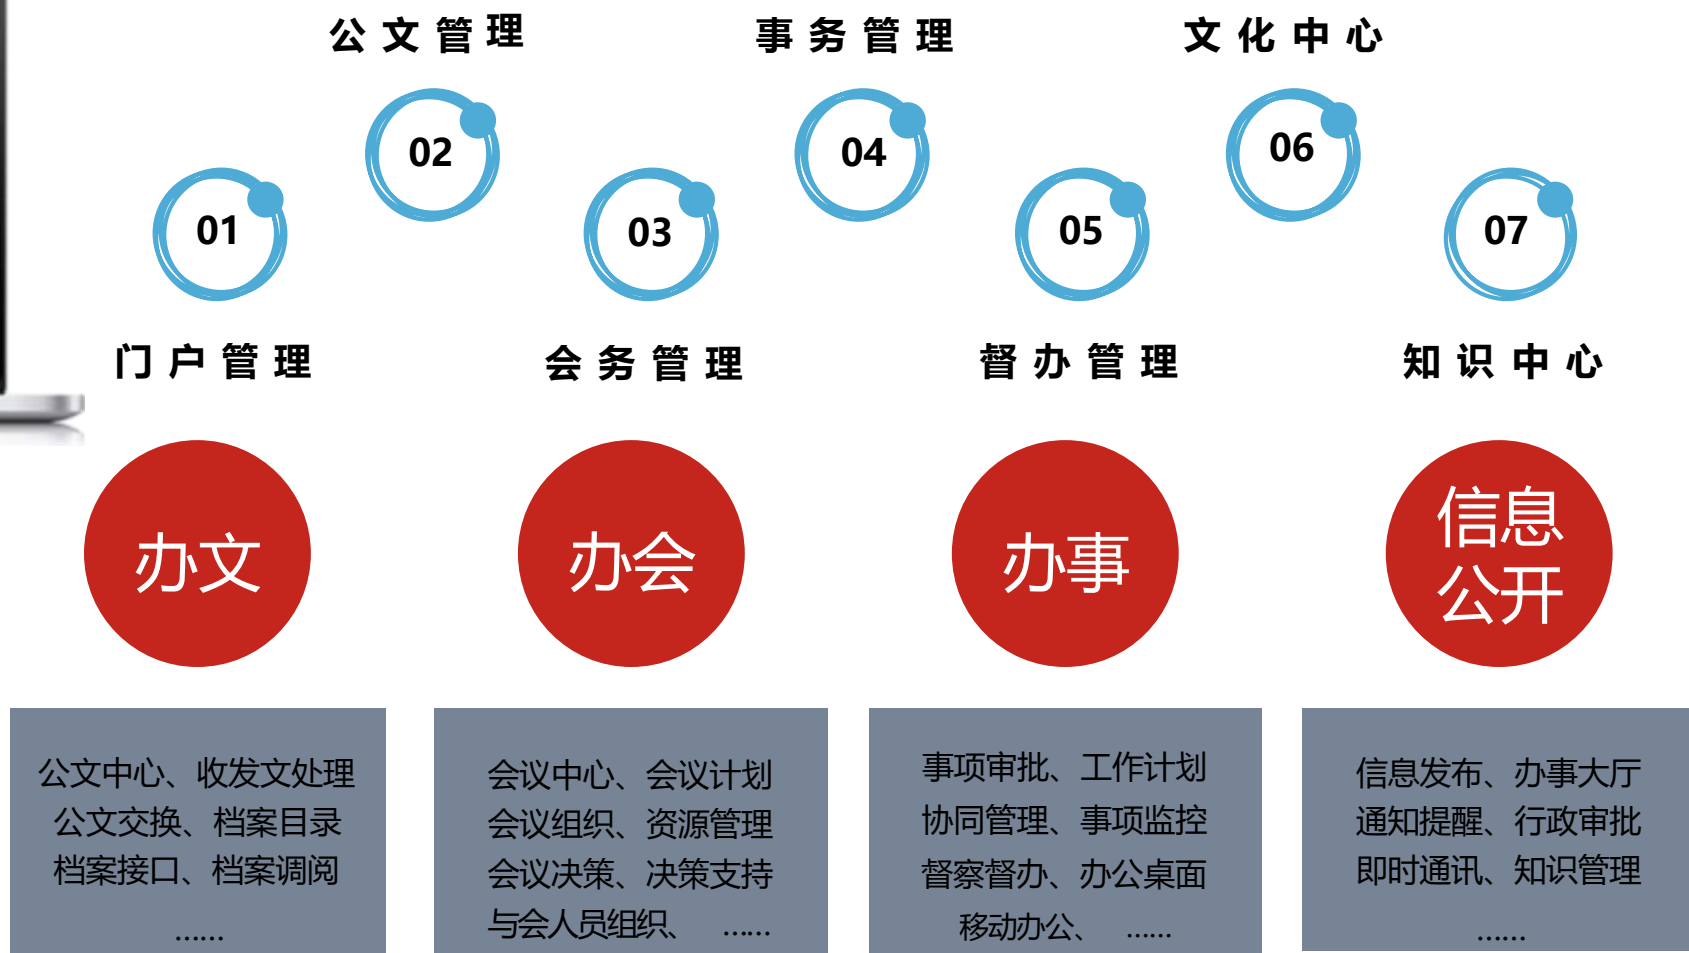 公文管理
事务管理
文化中心
02
04
06
01
03
05
07
门户管理
会务管理
督办管理
知识中心
办文
办会
办事
信息
公开
公文中心、收发文处理
公文交换、档案目录
档案接口、档案调阅
......
会议中心、会议计划
会议组织、资源管理
会议决策、决策支持
与会人员组织、 ......
事项审批、工作计划
协同管理、事项监控
督察督办、办公桌面
移动办公、 ......
信息发布、办事大厅
通知提醒、行政审批
即时通讯、知识管理
......